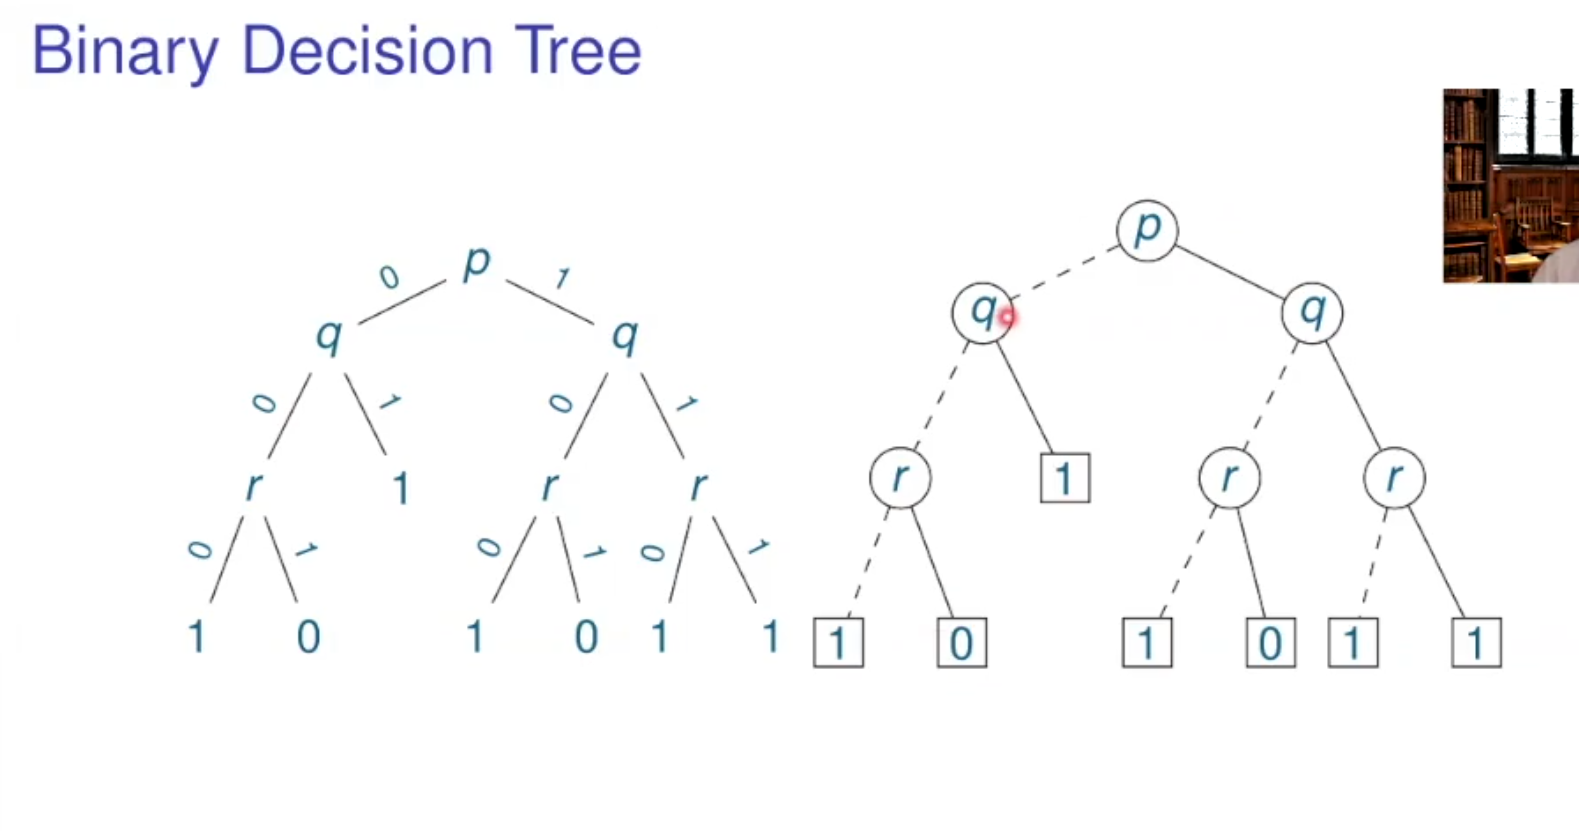 Binary Decision Tree
p
0 1
q q
0 1 0 1
r 1 r r
0 1 0 1 0 1
1 0 1 0 1 1
p
q q
r 1 r r
1 0 1 0 1 1